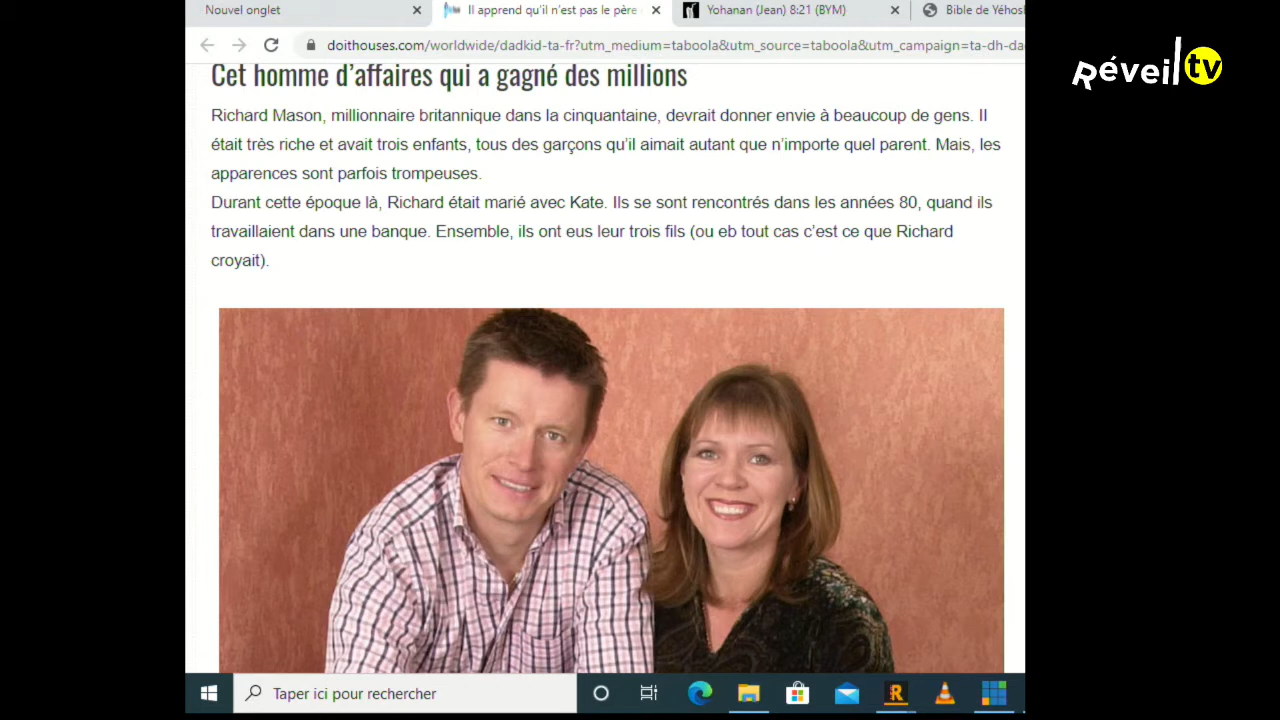 Nouvel onglet
Il apprend qu'il n'est pas le père
Yohanan (Jean) 8:21 (BYM)
Bible de Yéhos
doithouses.com/worldwide/dadkid-ta-fr?utm_medium=taboola&utm_source=taboola&utm_campaign=ta-dh-da
Réveil tv
Cet homme d’affaires qui a gagné des millions
Richard Mason, millionnaire britannique dans la cinquantaine, devrait donner envie à beaucoup de gens. Il
était très riche et avait trois enfants, tous des garçons qu’il aimait autant que n’importe quel parent. Mais, les
apparences sont parfois trompeuses.
Durant cette époque là, Richard était marié avec Kate. Ils se sont rencontrés dans les années 80, quand ils
travaillaient dans une banque. Ensemble, ils ont eus leur trois fils (ou eb tout cas c’est ce que Richard
croyait).
Taper ici pour rechercher